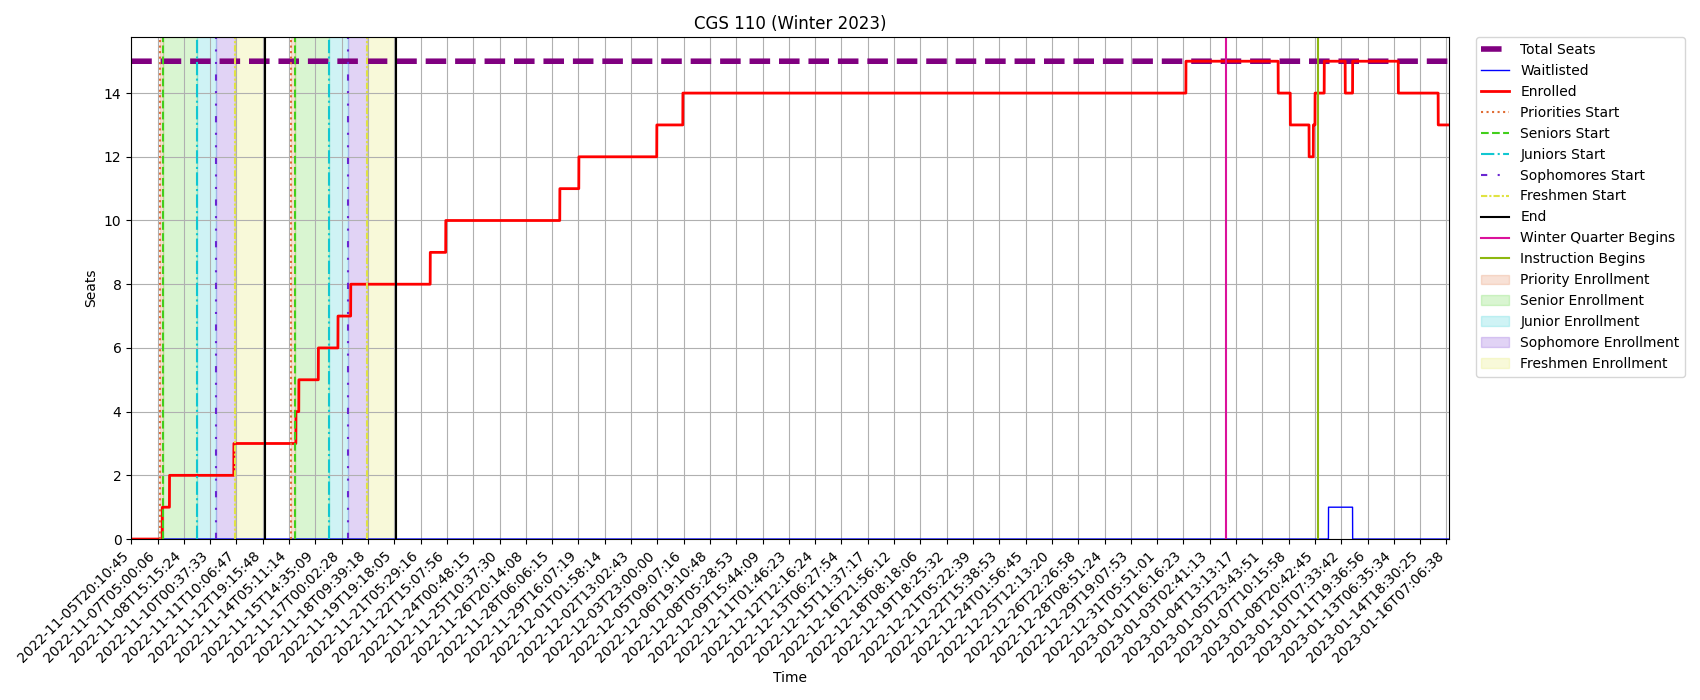 CGS 110 (Winter 2023)
Seats
14
12
10
8
6
4
2
0
2022-11-05T20:10:45
2022-11-07T05:00:06
2022-11-08T15:15:24
2022-11-10T00:37:33
2022-11-11T10:06:47
2022-11-12T19:15:48
2022-11-14T05:11:14
2022-11-15T14:35:09
2022-11-17T00:02:28
2022-11-18T09:39:18
2022-11-19T19:18:05
2022-11-21T05:29:16
2022-11-22T15:07:56
2022-11-24T00:48:15
2022-11-25T10:37:30
2022-11-26T20:14:08
2022-11-28T06:06:15
2022-11-29T16:07:19
2022-12-01T01:58:14
2022-12-02T13:02:43
2022-12-03T23:00:00
2022-12-05T09:07:16
2022-12-06T19:10:48
2022-12-08T05:28:53
2022-12-09T15:44:09
2022-12-11T01:46:23
2022-12-12T12:16:24
2022-12-13T06:27:54
2022-12-15T11:37:17
2022-12-16T21:56:12
2022-12-18T08:18:06
2022-12-19T18:25:32
2022-12-21T05:22:39
2022-12-22T15:38:53
2022-12-24T01:56:45
2022-12-25T12:13:20
2022-12-26T22:26:58
2022-12-28T08:51:24
2022-12-29T19:07:53
2022-12-31T05:51:01
2023-01-01T16:16:23
2023-01-03T02:41:13
2023-01-04T13:13:17
2023-01-05T23:43:51
2023-01-07T10:15:58
2023-01-08T20:42:45
2023-01-10T07:33:42
2023-01-11T19:36:56
2023-01-13T06:35:34
2023-01-14T18:30:25
2023-01-16T07:06:38
Time
Total Seats
Waitlisted
Enrolled
Priorities Start
Seniors Start
Juniors Start
Sophomores Start
Freshmen Start
End
Winter Quarter Begins
Instruction Begins
Priority Enrollment
Senior Enrollment
Junior Enrollment
Sophomore Enrollment
Freshmen Enrollment